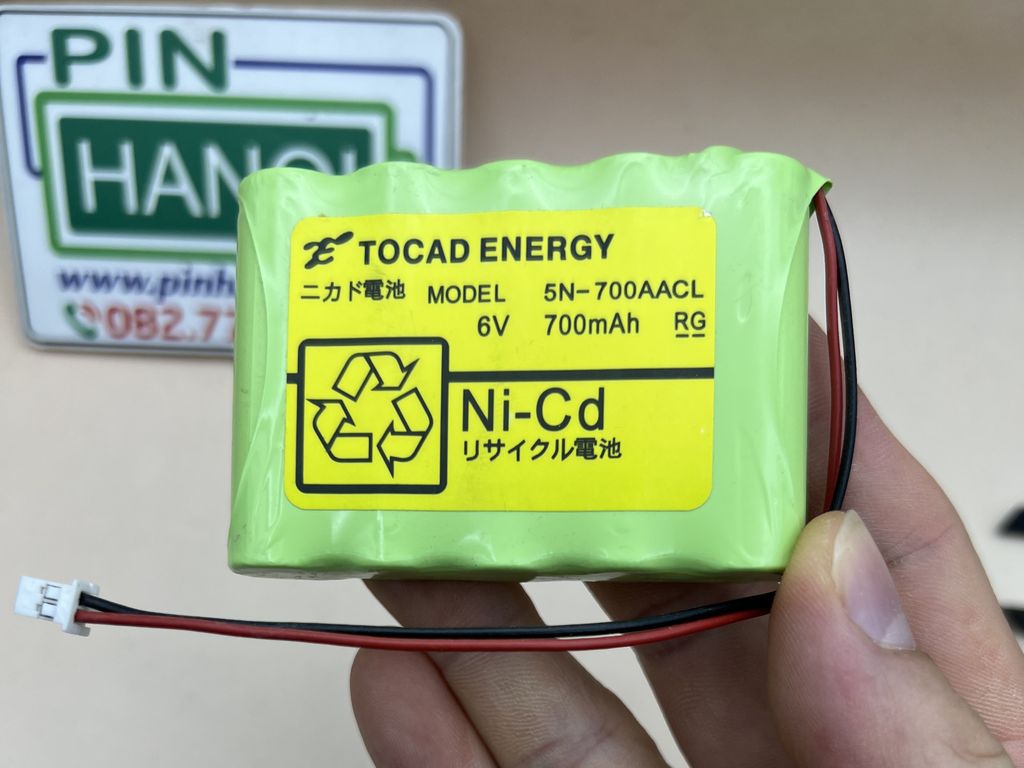 PIN
HANOI
www.pinh
082.77
TOCAD ENERGY
ニカド電池 MODEL 5N-700AACL
6V 700mAh RG
Ni-Cd
リサイクル電池